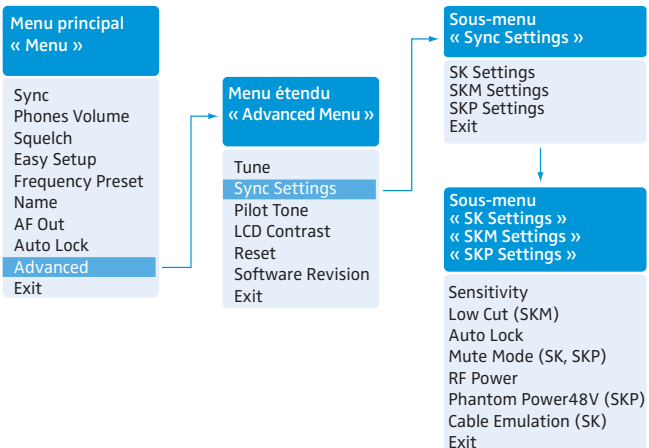 Menu principal
« Menu »
Sync
Phones Volume
Squelch
Easy Setup
Frequency Preset
Name
AF Out
Auto Lock
Advanced
Exit
Menu étendu
« Advanced Menu »
Tune
Sync Settings
Pilot Tone
LCD Contrast
Reset
Software Revision
Exit
Sous-menu
« Sync Settings »
SK Settings
SKM Settings
SKP Settings
Exit
Sous-menu
« SK Settings »
« SKM Settings »
« SKP Settings »
Sensitivity
Low Cut (SKM)
Auto Lock
Mute Mode (SK, SKP)
RF Power
Phantom Power48V (SKP)
Cable Emulation (SK)
Exit